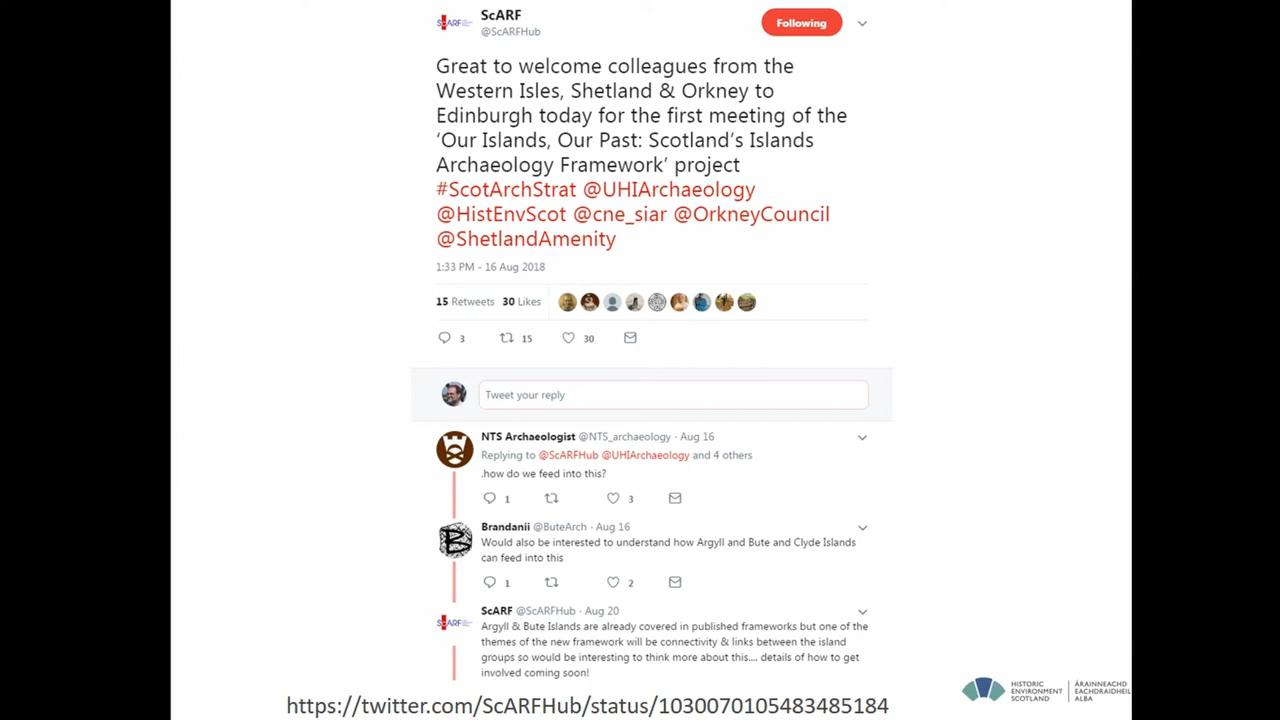 ScARF
@ScARFHub
Following
Great to welcome colleagues from the
Western Isles, Shetland & Orkney to
Edinburgh today for the first meeting of the
‘Our Islands, Our Past: Scotland’s Islands
Archaeology Framework’ project
#ScotArchStrat @UHIArchaeology
@HistEnvScot @cne_siar @OrkneyCouncil
@ShetlandAmenity
1:33 PM - 16 Aug 2018
15 Retweets 30 Likes
3 15 30
Tweet your reply
NTS Archaeologist @NTS_archaeology · Aug 16
Replying to @ScARFHub @UHIArchaeology and 4 others
.how do we feed into this?
1 3
Brandanii @ButeArch · Aug 16
Would also be interested to understand how Argyll and Bute and Clyde Islands
can feed into this
1 2
ScARF @ScARFHub · Aug 20
Argyll & Bute Islands are already covered in published frameworks but one of the
themes of the new framework will be connectivity & links between the island
groups so would be interesting to think more about this.... details of how to get
involved coming soon!
https://twitter.com/ScARFHub/status/1030070105483485184
HISTORIC
ENVIRONMENT
SCOTLAND
ÀRAINNEACHD
EACHDRAIDHEIL
ALBA